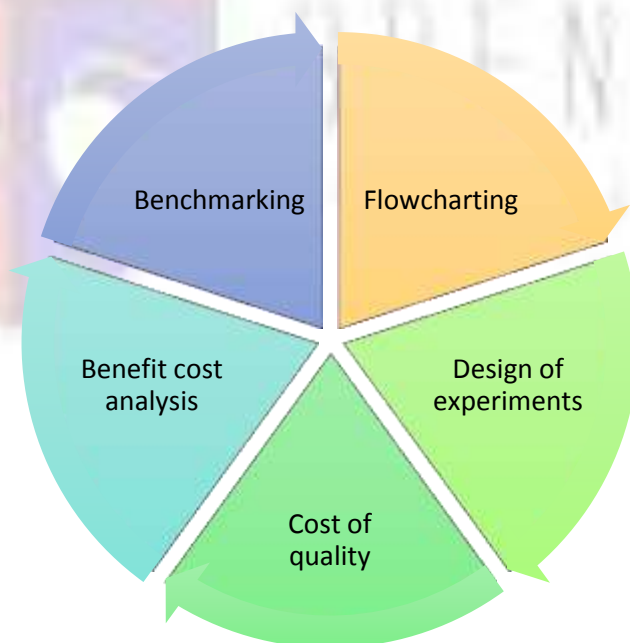 Benchmarking
Flowcharting
Design of
experiments
Cost of
quality
Benefit cost
analysis